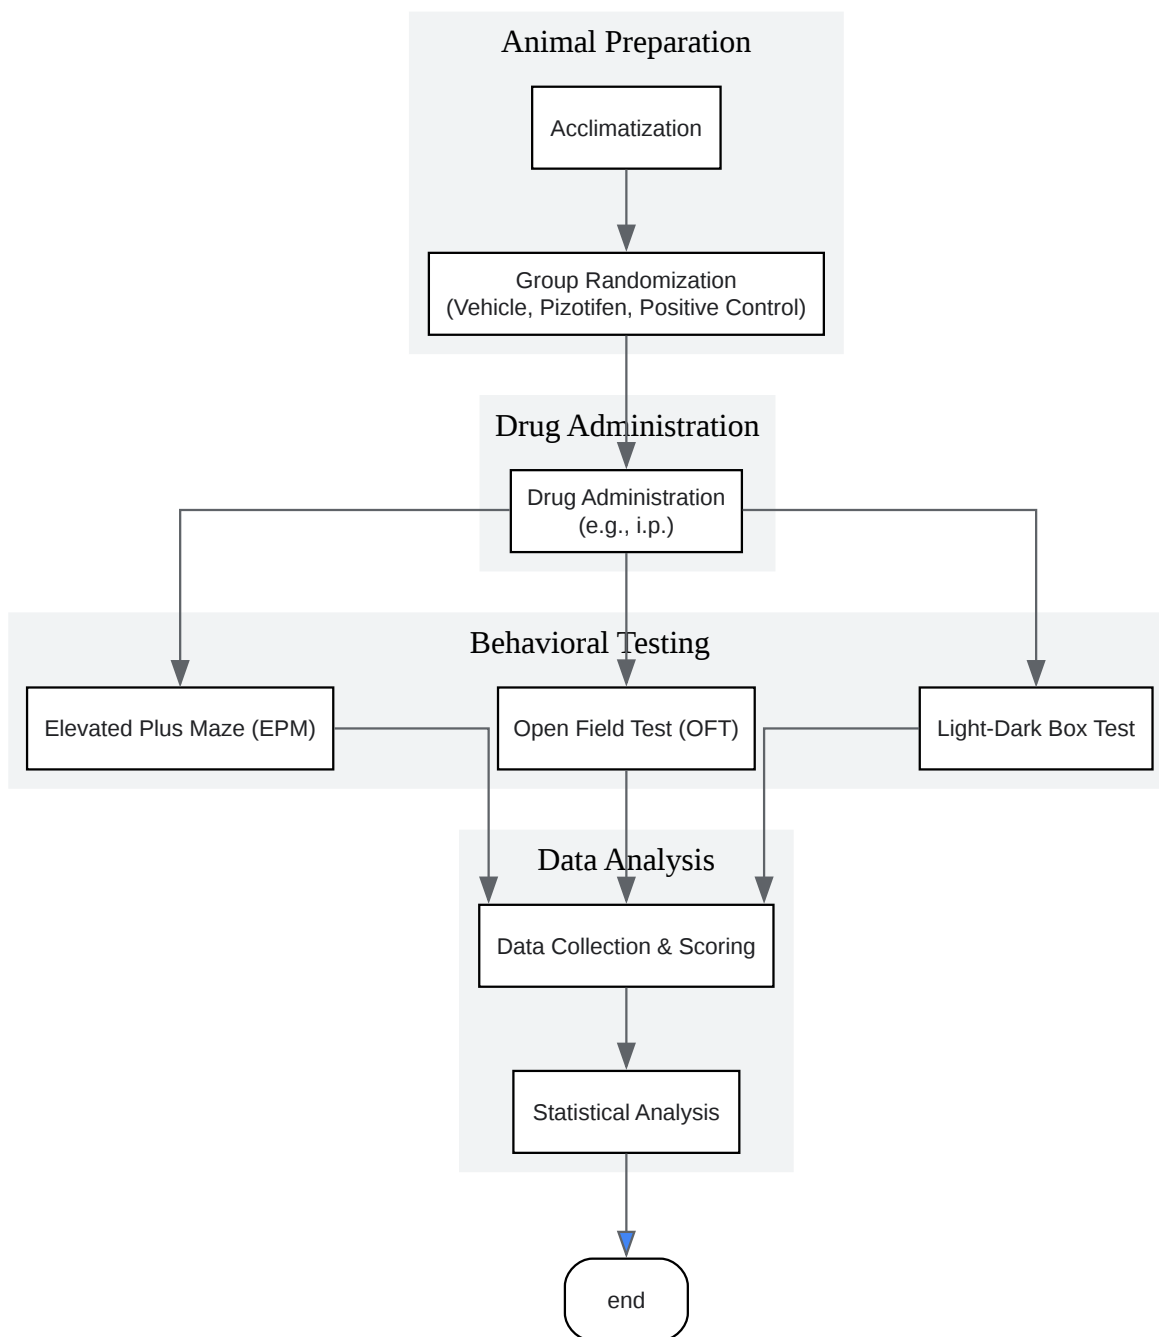 Animal Preparation
Acclimatization
Group Randomization
(Vehicle, Pizotifen, Positive Control)
Drug Administration
Drug Administration
(e.g., i.p.)
Behavioral Testing
Elevated Plus Maze (EPM)
Open Field Test (OFT)
Light-Dark Box Test
Data Analysis
Data Collection & Scoring
Statistical Analysis
end